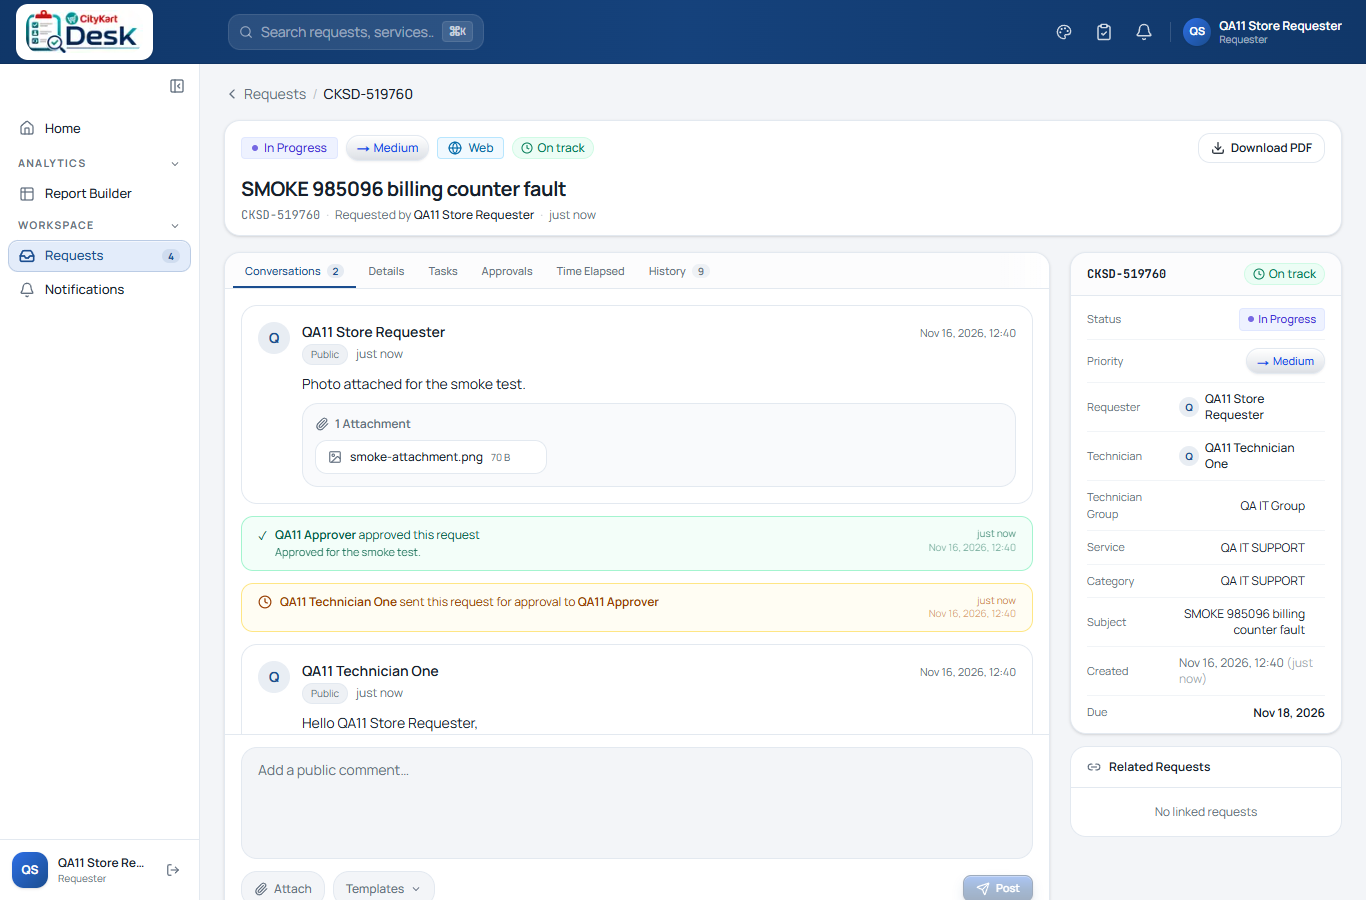 CityKart
Desk
Search requests, services..
⌘K
QS
QA11 Store Requester
Requester
Home
ANALYTICS
Report Builder
WORKSPACE
Requests
4
Notifications
QS
QA11 Store Re...
Requester
Requests / CKSD-519760
In Progress
→ Medium
Web
On track
Download PDF
SMOKE 985096 billing counter fault
CKSD-519760 · Requested by QA11 Store Requester · just now
Conversations 2
Details
Tasks
Approvals
Time Elapsed
History 9
Q
QA11 Store Requester
Nov 16, 2026, 12:40
Public
just now
Photo attached for the smoke test.
1 Attachment
smoke-attachment.png 70 B
✓ QA11 Approver approved this request
just now
Approved for the smoke test.
Nov 16, 2026, 12:40
QA11 Technician One sent this request for approval to QA11 Approver
just now
Nov 16, 2026, 12:40
Q
QA11 Technician One
Nov 16, 2026, 12:40
Public
just now
Hello QA11 Store Requester,
Add a public comment...
Attach
Templates
Post
CKSD-519760
On track
Status
In Progress
Priority
→ Medium
Requester
Q
QA11 Store
Requester
Technician
Q
QA11 Technician
One
Technician
Group
QA IT Group
Service
QA IT SUPPORT
Category
QA IT SUPPORT
Subject
SMOKE 985096 billing
counter fault
Created
Nov 16, 2026, 12:40 (just
now)
Due
Nov 18, 2026
Related Requests
No linked requests